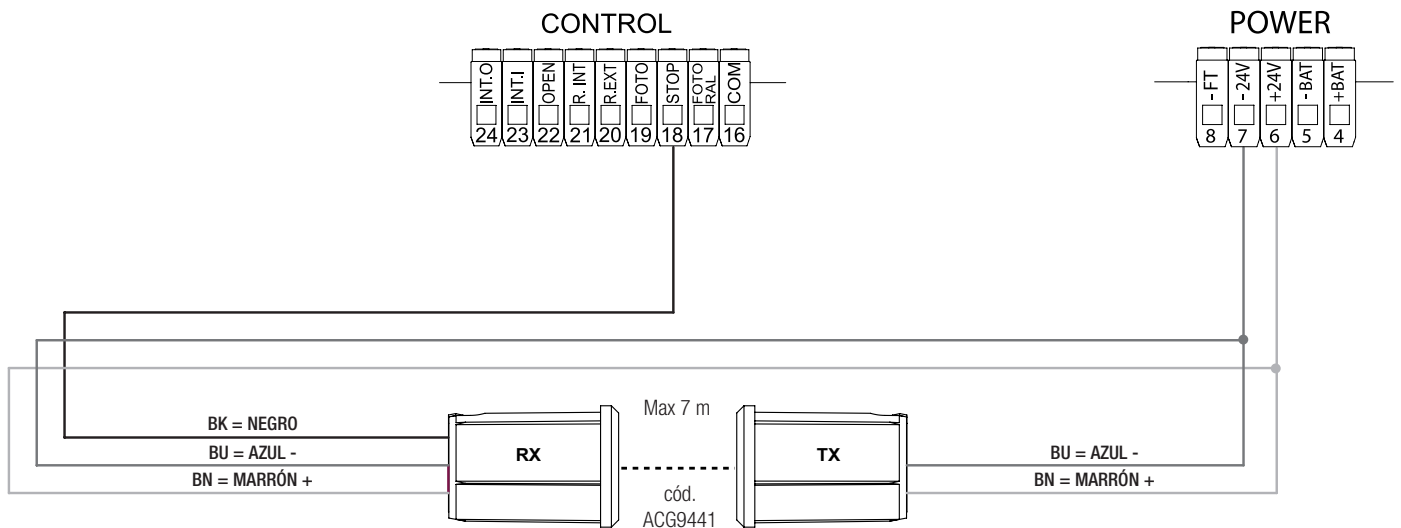 CONTROL
POWER
INT.O
INT.I
OPEN
R. INT
R.EXT
FOTO
STOP
FOTO
RAL
COM
24 23 22 21 20 19 18 17 16
- FT
- 24V
+24V
- BAT
+BAT
8 7 6 5 4
BK = NEGRO
BU = AZUL -
BN = MARRÓN +
RX
Max 7 m
cód.
ACG9441
TX
BU = AZUL -
BN = MARRÓN +